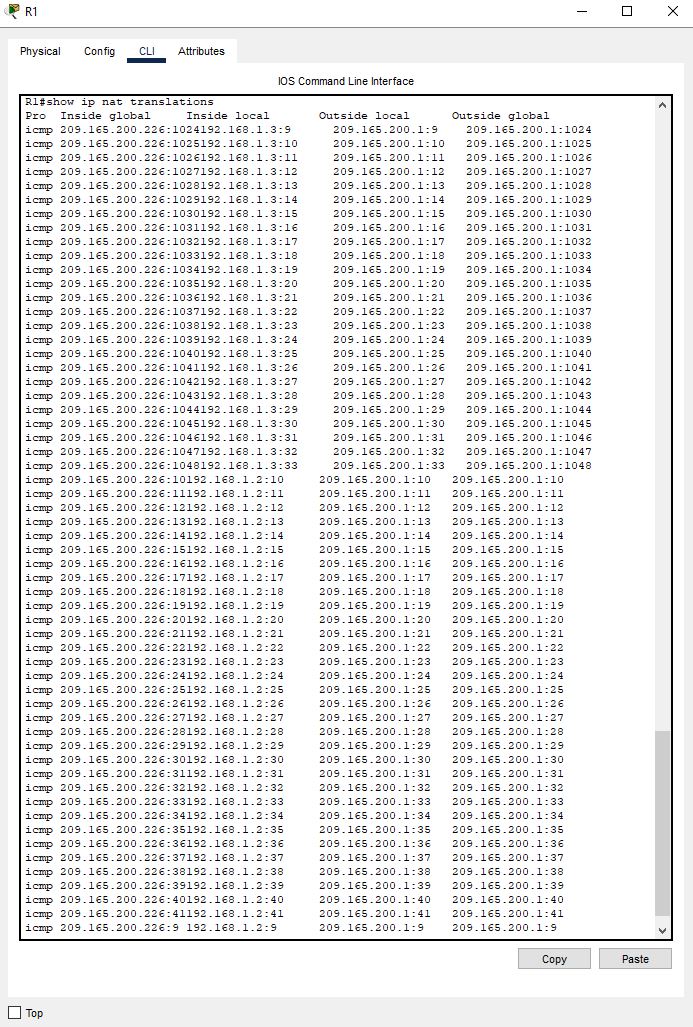 R1
Physical Config CLI Attributes
IOS Command Line Interface
R1#show ip nat translations
Pro  Inside global     Inside local       Outside local      Outside global
icmp 209.165.200.226:1024192.168.1.3:9      209.165.200.1:9    209.165.200.1:1024
icmp 209.165.200.226:1025192.168.1.3:10     209.165.200.1:10   209.165.200.1:1025
icmp 209.165.200.226:1026192.168.1.3:11     209.165.200.1:11   209.165.200.1:1026
icmp 209.165.200.226:1027192.168.1.3:12     209.165.200.1:12   209.165.200.1:1027
icmp 209.165.200.226:1028192.168.1.3:13     209.165.200.1:13   209.165.200.1:1028
icmp 209.165.200.226:1029192.168.1.3:14     209.165.200.1:14   209.165.200.1:1029
icmp 209.165.200.226:1030192.168.1.3:15     209.165.200.1:15   209.165.200.1:1030
icmp 209.165.200.226:1031192.168.1.3:16     209.165.200.1:16   209.165.200.1:1031
icmp 209.165.200.226:1032192.168.1.3:17     209.165.200.1:17   209.165.200.1:1032
icmp 209.165.200.226:1033192.168.1.3:18     209.165.200.1:18   209.165.200.1:1033
icmp 209.165.200.226:1034192.168.1.3:19     209.165.200.1:19   209.165.200.1:1034
icmp 209.165.200.226:1035192.168.1.3:20     209.165.200.1:20   209.165.200.1:1035
icmp 209.165.200.226:1036192.168.1.3:21     209.165.200.1:21   209.165.200.1:1036
icmp 209.165.200.226:1037192.168.1.3:22     209.165.200.1:22   209.165.200.1:1037
icmp 209.165.200.226:1038192.168.1.3:23     209.165.200.1:23   209.165.200.1:1038
icmp 209.165.200.226:1039192.168.1.3:24     209.165.200.1:24   209.165.200.1:1039
icmp 209.165.200.226:1040192.168.1.3:25     209.165.200.1:25   209.165.200.1:1040
icmp 209.165.200.226:1041192.168.1.3:26     209.165.200.1:26   209.165.200.1:1041
icmp 209.165.200.226:1042192.168.1.3:27     209.165.200.1:27   209.165.200.1:1042
icmp 209.165.200.226:1043192.168.1.3:28     209.165.200.1:28   209.165.200.1:1043
icmp 209.165.200.226:1044192.168.1.3:29     209.165.200.1:29   209.165.200.1:1044
icmp 209.165.200.226:1045192.168.1.3:30     209.165.200.1:30   209.165.200.1:1045
icmp 209.165.200.226:1046192.168.1.3:31     209.165.200.1:31   209.165.200.1:1046
icmp 209.165.200.226:1047192.168.1.3:32     209.165.200.1:32   209.165.200.1:1047
icmp 209.165.200.226:1048192.168.1.3:33     209.165.200.1:33   209.165.200.1:1048
icmp 209.165.200.226:10192.168.1.2:10     209.165.200.1:10   209.165.200.1:10
icmp 209.165.200.226:11192.168.1.2:11     209.165.200.1:11   209.165.200.1:11
icmp 209.165.200.226:12192.168.1.2:12     209.165.200.1:12   209.165.200.1:12
icmp 209.165.200.226:13192.168.1.2:13     209.165.200.1:13   209.165.200.1:13
icmp 209.165.200.226:14192.168.1.2:14     209.165.200.1:14   209.165.200.1:14
icmp 209.165.200.226:15192.168.1.2:15     209.165.200.1:15   209.165.200.1:15
icmp 209.165.200.226:16192.168.1.2:16     209.165.200.1:16   209.165.200.1:16
icmp 209.165.200.226:17192.168.1.2:17     209.165.200.1:17   209.165.200.1:17
icmp 209.165.200.226:18192.168.1.2:18     209.165.200.1:18   209.165.200.1:18
icmp 209.165.200.226:19192.168.1.2:19     209.165.200.1:19   209.165.200.1:19
icmp 209.165.200.226:20192.168.1.2:20     209.165.200.1:20   209.165.200.1:20
icmp 209.165.200.226:21192.168.1.2:21     209.165.200.1:21   209.165.200.1:21
icmp 209.165.200.226:22192.168.1.2:22     209.165.200.1:22   209.165.200.1:22
icmp 209.165.200.226:23192.168.1.2:23     209.165.200.1:23   209.165.200.1:23
icmp 209.165.200.226:24192.168.1.2:24     209.165.200.1:24   209.165.200.1:24
icmp 209.165.200.226:25192.168.1.2:25     209.165.200.1:25   209.165.200.1:25
icmp 209.165.200.226:26192.168.1.2:26     209.165.200.1:26   209.165.200.1:26
icmp 209.165.200.226:27192.168.1.2:27     209.165.200.1:27   209.165.200.1:27
icmp 209.165.200.226:28192.168.1.2:28     209.165.200.1:28   209.165.200.1:28
icmp 209.165.200.226:29192.168.1.2:29     209.165.200.1:29   209.165.200.1:29
icmp 209.165.200.226:30192.168.1.2:30     209.165.200.1:30   209.165.200.1:30
icmp 209.165.200.226:31192.168.1.2:31     209.165.200.1:31   209.165.200.1:31
icmp 209.165.200.226:32192.168.1.2:32     209.165.200.1:32   209.165.200.1:32
icmp 209.165.200.226:33192.168.1.2:33     209.165.200.1:33   209.165.200.1:33
icmp 209.165.200.226:34192.168.1.2:34     209.165.200.1:34   209.165.200.1:34
icmp 209.165.200.226:35192.168.1.2:35     209.165.200.1:35   209.165.200.1:35
icmp 209.165.200.226:36192.168.1.2:36     209.165.200.1:36   209.165.200.1:36
icmp 209.165.200.226:37192.168.1.2:37     209.165.200.1:37   209.165.200.1:37
icmp 209.165.200.226:38192.168.1.2:38     209.165.200.1:38   209.165.200.1:38
icmp 209.165.200.226:39192.168.1.2:39     209.165.200.1:39   209.165.200.1:39
icmp 209.165.200.226:40192.168.1.2:40     209.165.200.1:40   209.165.200.1:40
icmp 209.165.200.226:41192.168.1.2:41     209.165.200.1:41   209.165.200.1:41
icmp 209.165.200.226:9 192.168.1.2:9      209.165.200.1:9    209.165.200.1:9
Copy Paste
Top